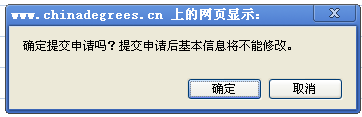 www.chinadegrees.cn 上的网页显示：
确定提交申请吗？提交申请后基本信息将不能修改。
确定
取消